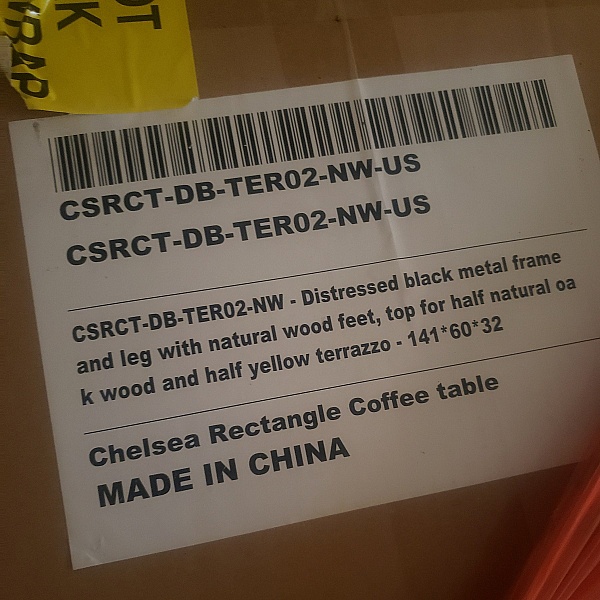 OT
K
WRAP
CSRCT-DB-TER02-NW-US
CSRCT-DB-TER02-NW-US
CSRCT-DB-TER02-NW - Distressed black metal frame
and leg with natural wood feet, top for half natural oa
k wood and half yellow terrazzo - 141*60*32
Chelsea Rectangle Coffee table
MADE IN CHINA